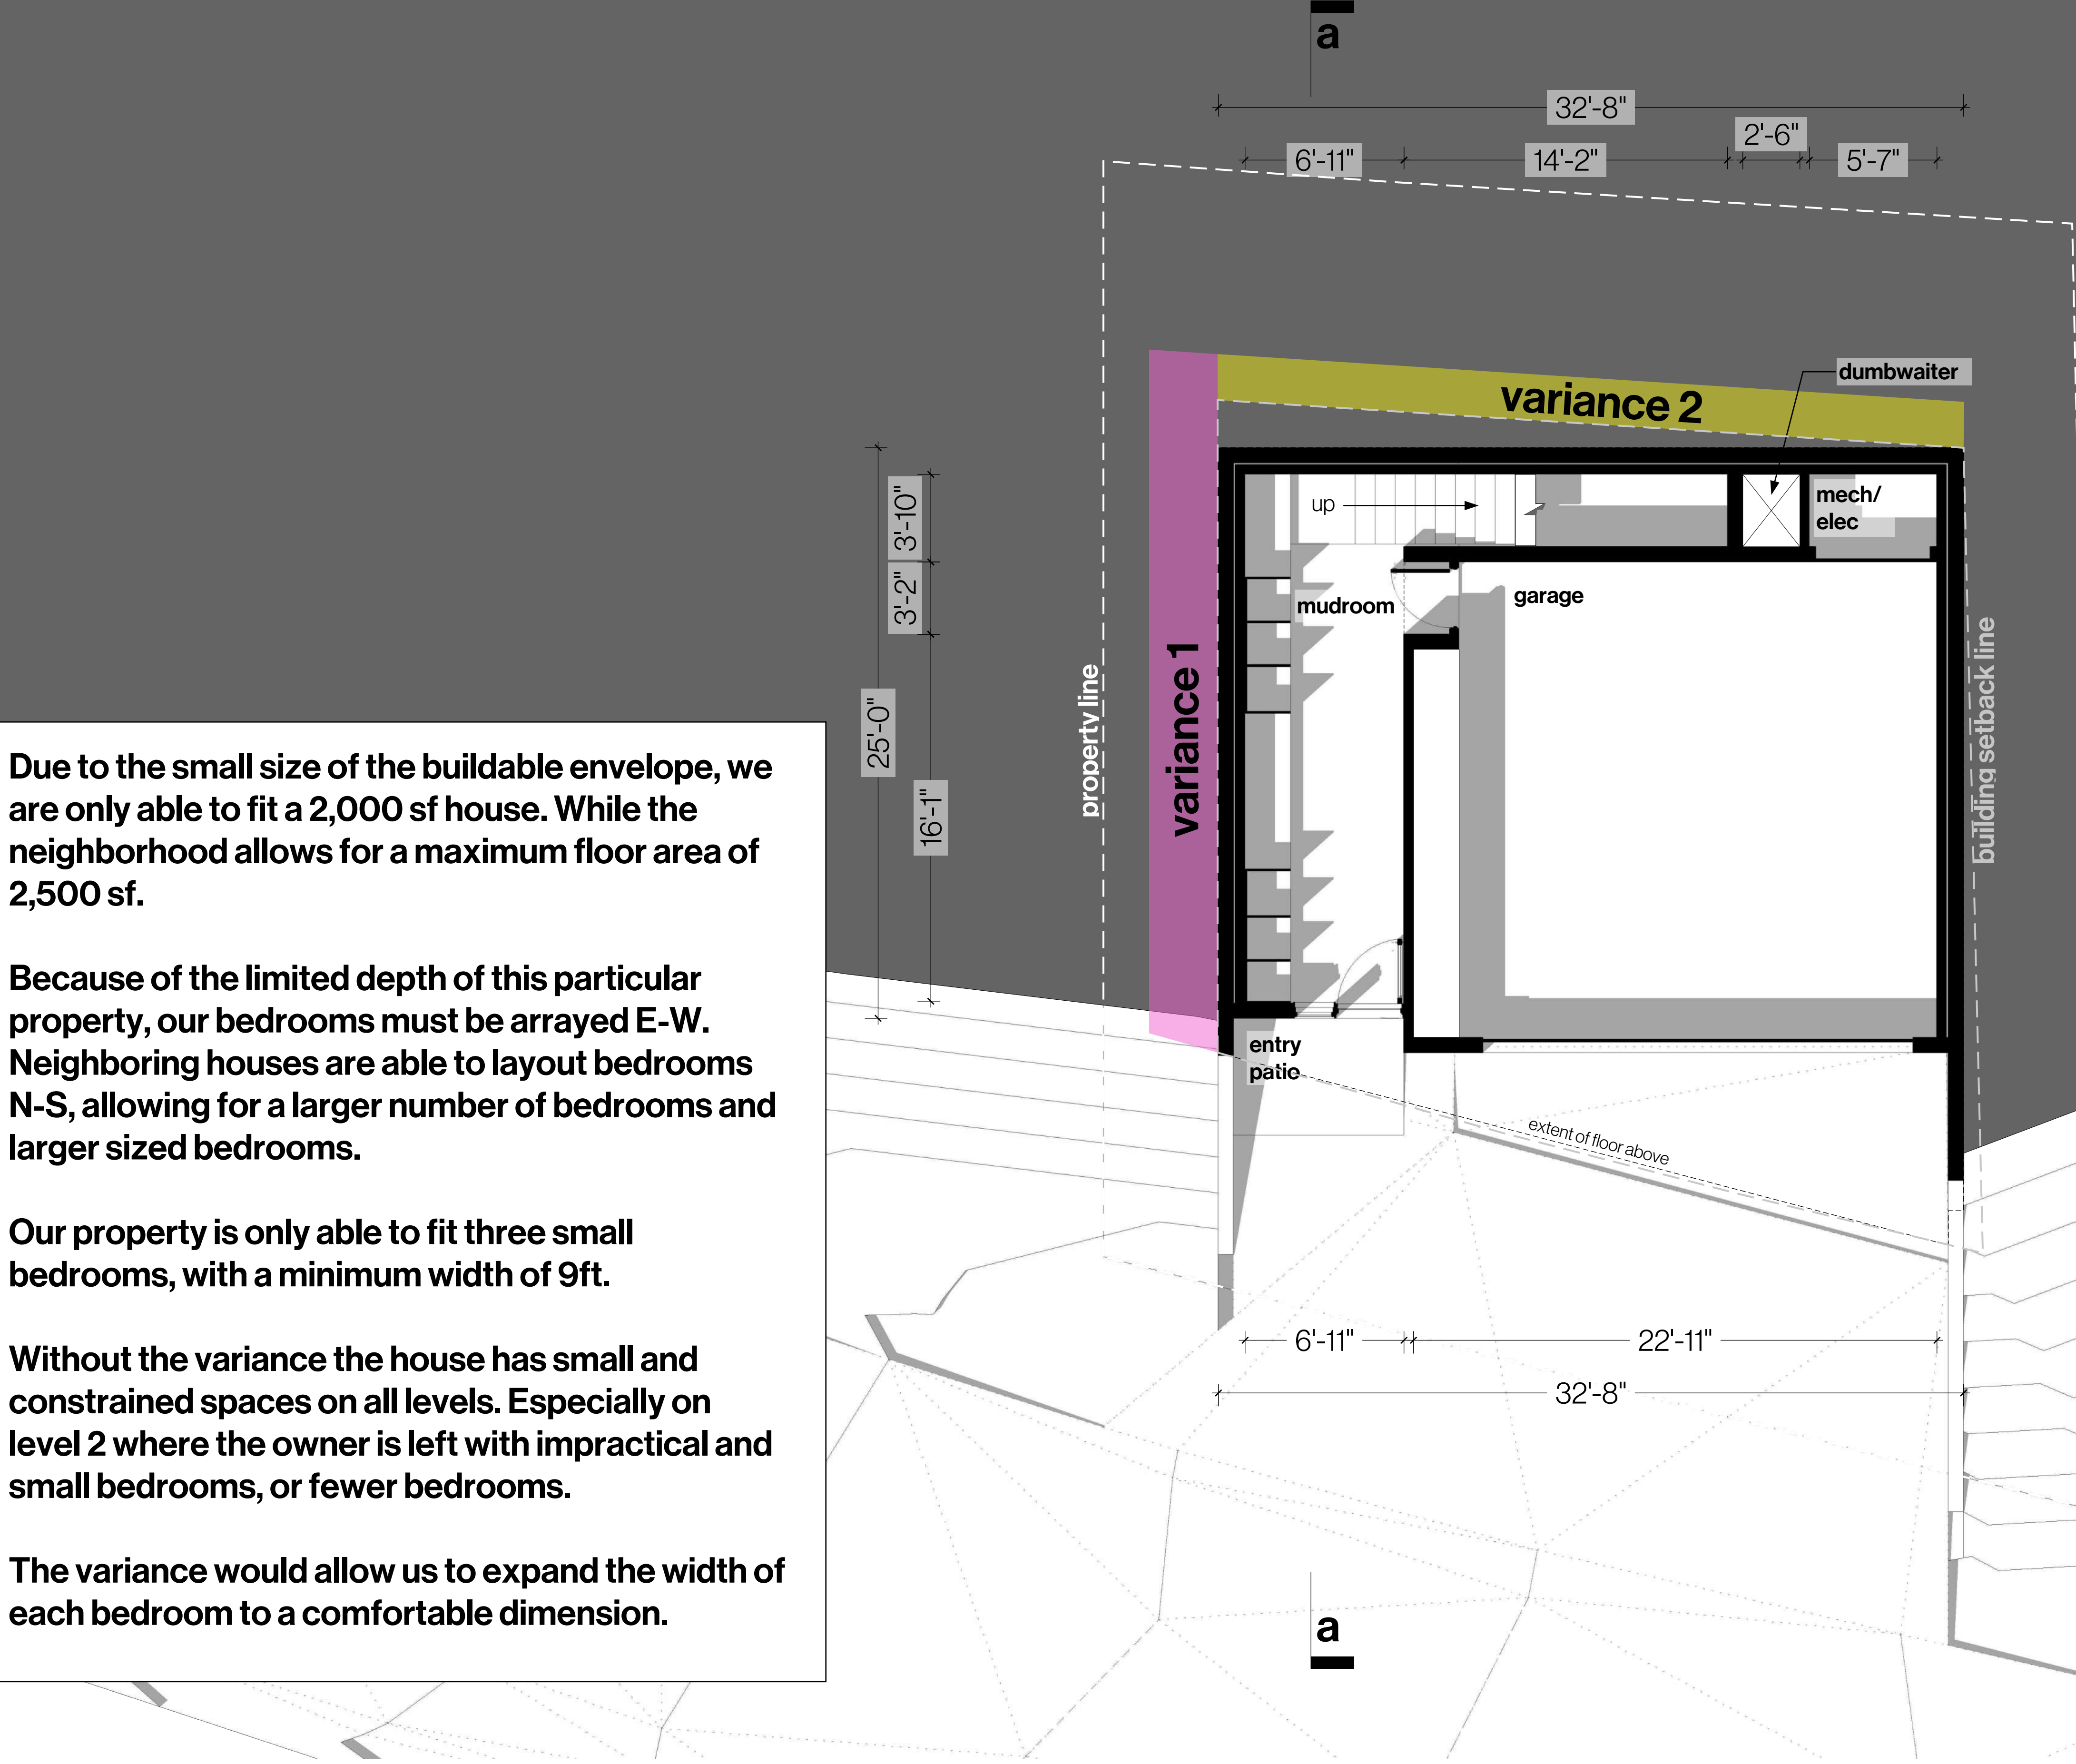 a
32'-8"
2'-6"
6'-11"
14'-2"
5'-7"
dumbwaiter
variance 2
up
mech/
elec
3'-10"
3'-2"
mudroom
garage
property line
variance 1
building setback line
25'-0"
16'-1"
entry
patio
extent of floor above
6'-11"
22'-11"
32'-8"
a
Due to the small size of the buildable envelope, we
are only able to fit a 2,000 sf house. While the
neighborhood allows for a maximum floor area of
2,500 sf.
Because of the limited depth of this particular
property, our bedrooms must be arrayed E-W.
Neighboring houses are able to layout bedrooms
N-S, allowing for a larger number of bedrooms and
larger sized bedrooms.
Our property is only able to fit three small
bedrooms, with a minimum width of 9ft.
Without the variance the house has small and
constrained spaces on all levels. Especially on
level 2 where the owner is left with impractical and
small bedrooms, or fewer bedrooms.
The variance would allow us to expand the width of
each bedroom to a comfortable dimension.